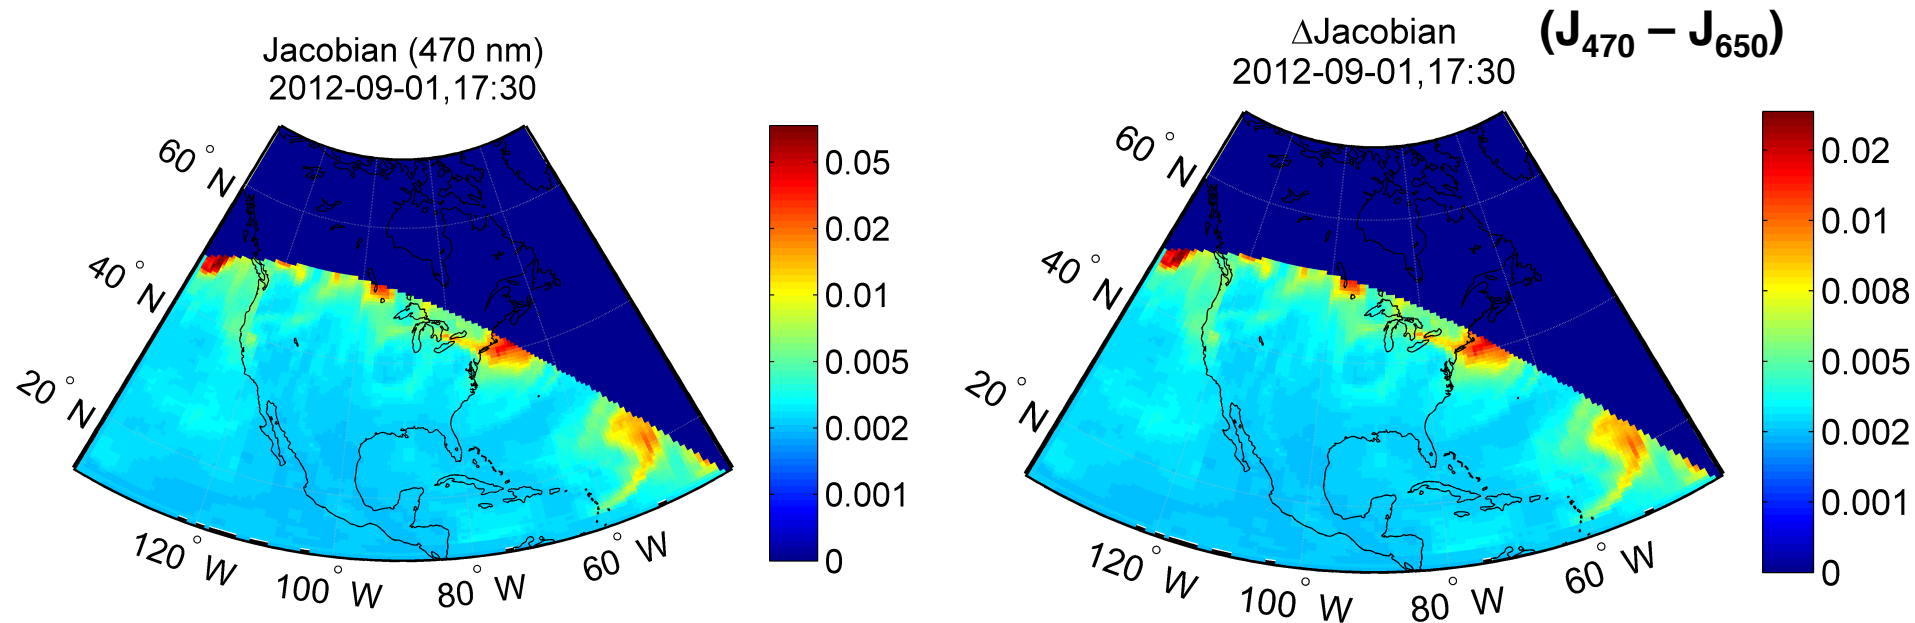 Jacobian (470 nm)
2012-09-01,17:30
60° N
40° N
20° N
120° W
100° W
80° W
60° W
0.05
0.02
0.01
0.005
0.002
0.001
0
ΔJacobian
2012-09-01,17:30
(J470 – J650)
60° N
40° N
20° N
120° W
100° W
80° W
60° W
0.02
0.01
0.008
0.005
0.002
0.001
0